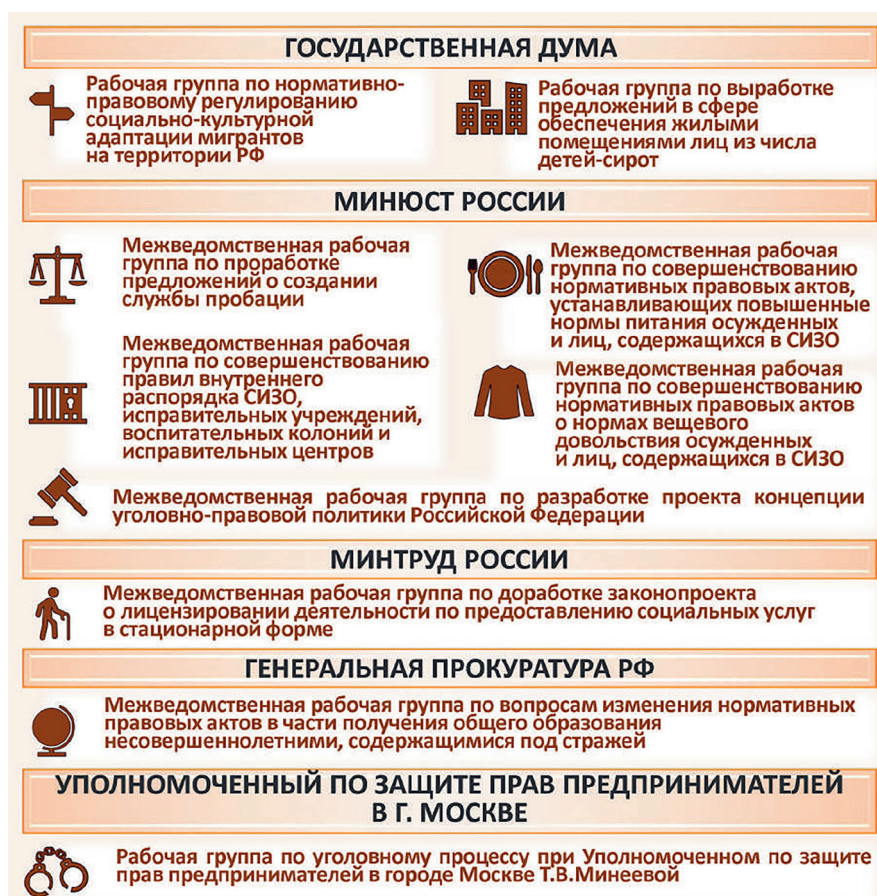 ГОСУДАРСТВЕННАЯ ДУМА
Рабочая группа по нормативно-
правовому регулированию
социально-культурной
адаптации мигрантов
на территории РФ
Рабочая группа по выработке
предложений в сфере
обеспечения жилыми
помещениями лиц из числа
детей-сирот
МИНЮСТ РОССИИ
Межведомственная рабочая
группа по проработке
предложений о создании
службы пробации
Межведомственная рабочая
группа по совершенствованию
нормативных правовых актов,
устанавливающих повышенные
нормы питания осужденных
и лиц, содержащихся в СИЗО
Межведомственная рабочая
группа по совершенствованию
правил внутреннего
распорядка СИЗО,
исправительных учреждений,
воспитательных колоний и
исправительных центров
Межведомственная рабочая
группа по совершенствованию
нормативных правовых актов
о нормах вещевого
довольствия осужденных
и лиц, содержащихся в СИЗО
Межведомственная рабочая группа по разработке проекта концепции
уголовно-правовой политики Российской Федерации
МИНТРУД РОССИИ
Межведомственная рабочая группа по доработке законопроекта
о лицензировании деятельности по предоставлению социальных услуг
в стационарной форме
ГЕНЕРАЛЬНАЯ ПРОКУРАТУРА РФ
Межведомственная рабочая группа по вопросам изменения нормативных
правовых актов в части получения общего образования
несовершеннолетними, содержащимися под стражей
УПОЛНОМОЧЕННЫЙ ПО ЗАЩИТЕ ПРАВ ПРЕДПРИНИМАТЕЛЕЙ
В Г. МОСКВЕ
Рабочая группа по уголовному процессу при Уполномоченном по защите
прав предпринимателей в городе Москве Т.В.Минеевой